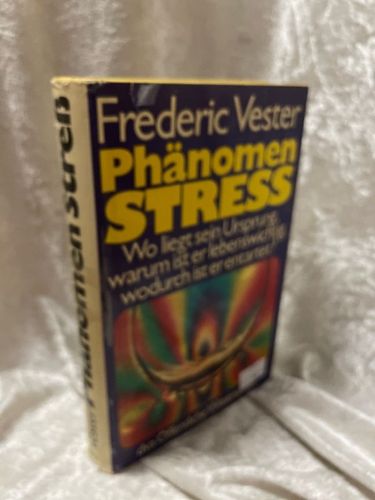 Frederic Vester
Phänomen
STRESS
Wo liegt sein Ursprung,
warum ist er lebenswichtig,
wodurch ist er entartet?
Phänomen Streß